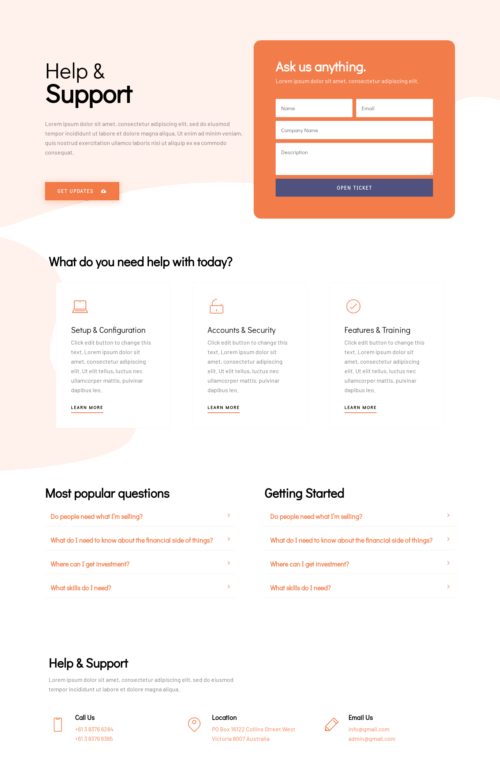 Help &
Support
Lorem ipsum dolor sit amet, consectetur adipiscing elit, sed do eiusmod
tempor incididunt ut labore et dolore magna aliqua. Ut enim ad minim veniam,
quis nostrud exercitation ullamco laboris nisi ut aliquip ex ea commodo
consequat.
GET UPDATES
Ask us anything.
Lorem ipsum dolor sit amet, consectetur adipiscing elit.
Name
Email
Company Name
Description
OPEN TICKET
What do you need help with today?
Setup & Configuration
Click edit button to change this
text. Lorem ipsum dolor sit
amet, consectetur adipiscing
elit. Ut elit tellus, luctus nec
ullamcorper mattis, pulvinar
dapibus leo.
LEARN MORE
Accounts & Security
Click edit button to change this
text. Lorem ipsum dolor sit
amet, consectetur adipiscing
elit. Ut elit tellus, luctus nec
ullamcorper mattis, pulvinar
dapibus leo.
LEARN MORE
Features & Training
Click edit button to change this
text. Lorem ipsum dolor sit
amet, consectetur adipiscing
elit. Ut elit tellus, luctus nec
ullamcorper mattis, pulvinar
dapibus leo.
LEARN MORE
Most popular questions
Do people need what I'm selling?
What do I need to know about the financial side of things?
Where can I get investment?
What skills do I need?
Getting Started
Do people need what I'm selling?
What do I need to know about the financial side of things?
Where can I get investment?
What skills do I need?
Help & Support
Lorem ipsum dolor sit amet, consectetur adipiscing elit, sed do eiusmod
tempor incididunt ut labore et dolore magna aliqua.
Call Us
+61 3 8376 6284
Location
PO Box 16122 Collins Street West
Victoria 8007 Australia
Email Us
info@gmail.com
admin@gmail.com